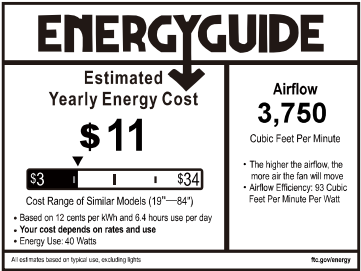 ENERGYGUIDE
Estimated
Yearly Energy Cost
$11
$3 $34
Cost Range of Similar Models (19"—84")
• Based on 12 cents per kWh and 6.4 hours use per day
• Your cost depends on rates and use
• Energy Use: 40 Watts
Airflow
3,750
Cubic Feet Per Minute
• The higher the airflow, the
more air the fan will move
• Airflow Efficiency: 93 Cubic
Feet Per Minute Per Watt
All estimates based on typical use, excluding lights
ftc.gov/energy